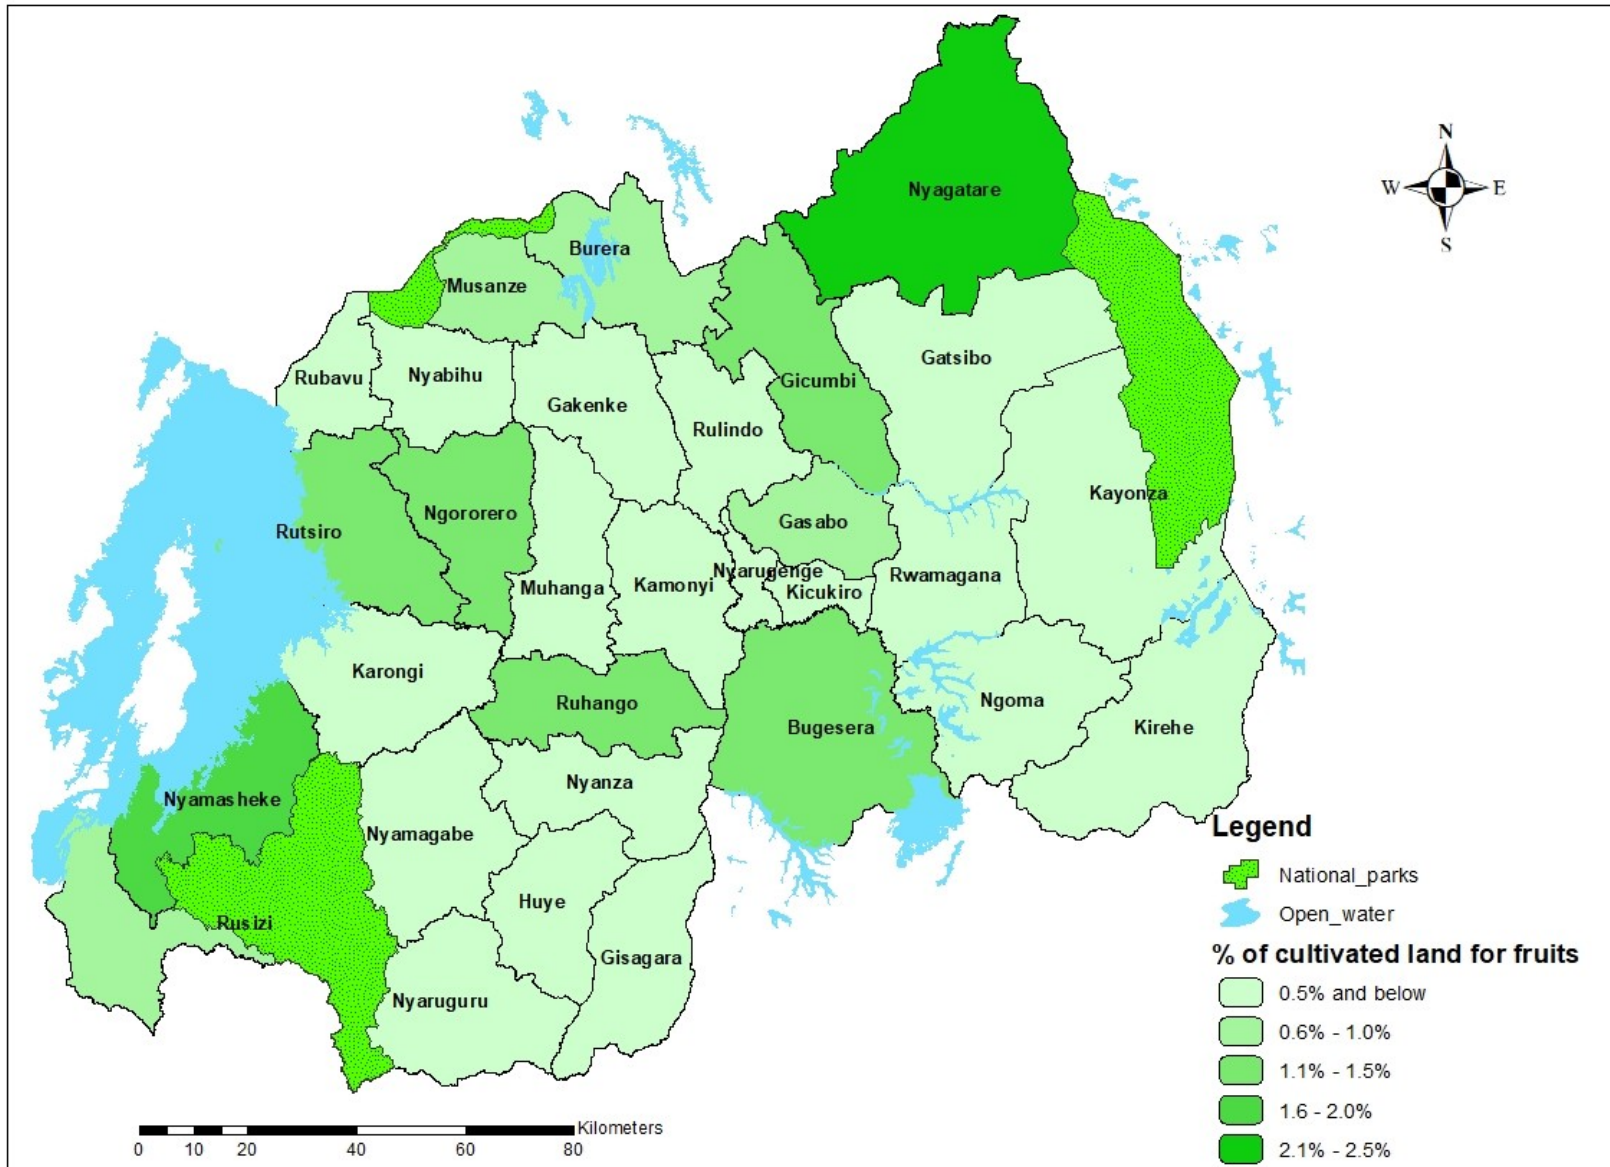 N
W E
S
Nyagatare
Burera
Musanze
Gatsibo
Rubavu
Nyabihu
Gicumbi
Gakenke
Rulindo
Kayonza
Ngororero
Gasabo
Rutsiro
Nyarugenge
Rwamagana
Muhanga
Kamonyi
Kicukiro
Karongi
Ruhango
Ngoma
Bugesera
Kirehe
Nyanza
Nyamasheke
Nyamagabe
Huye
Rusizi
Gisagara
Nyaruguru
Legend
National_parks
Open_water
% of cultivated land for fruits
0.5% and below
0.6% - 1.0%
1.1% - 1.5%
1.6 - 2.0%
2.1% - 2.5%
Kilometers
0 10 20 40 60 80